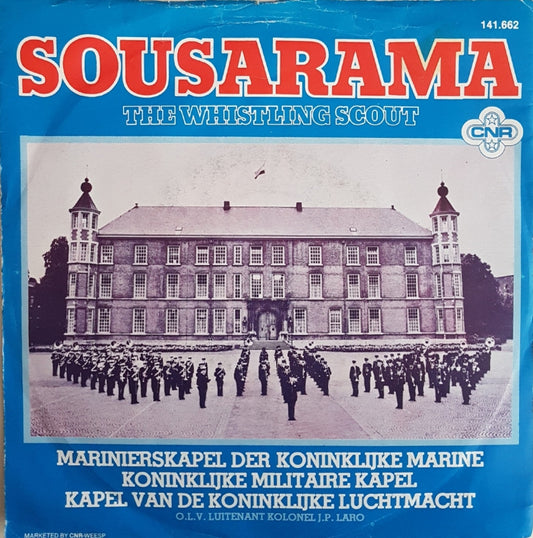 141.662
SOUSARAMA
THE WHISTLING SCOUT
CNR
MARINIERSKAPEL DER KONINKLIJKE MARINE
KONINKLIJKE MILITAIRE KAPEL
KAPEL VAN DE KONINKLIJKE LUCHTMACHT
O.L.V. LUITENANT KOLONEL J.P. LARO
MARKETED BY CNR-WEESP